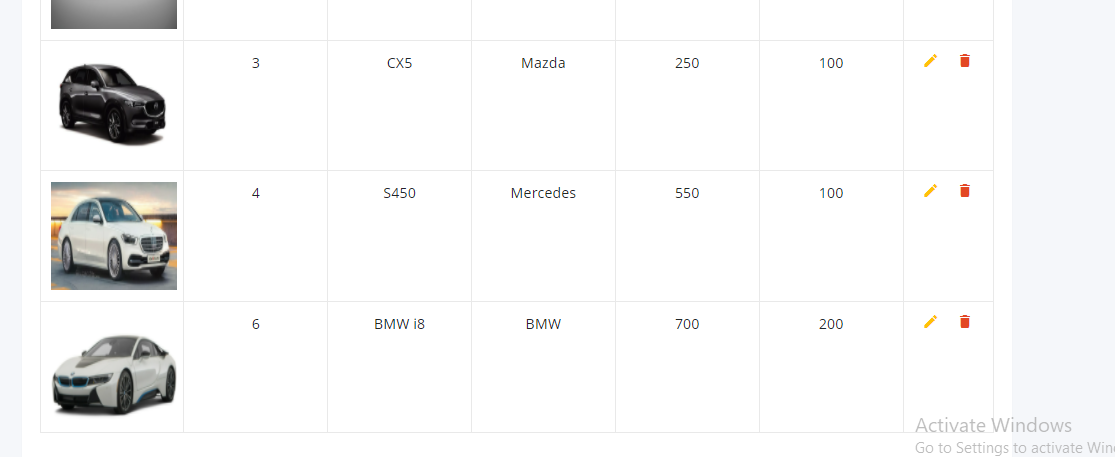 3 CX5 Mazda 250 100
4 S450 Mercedes 550 100
6 BMW i8 BMW 700 200
Activate Windows
Go to Settings to activate Win